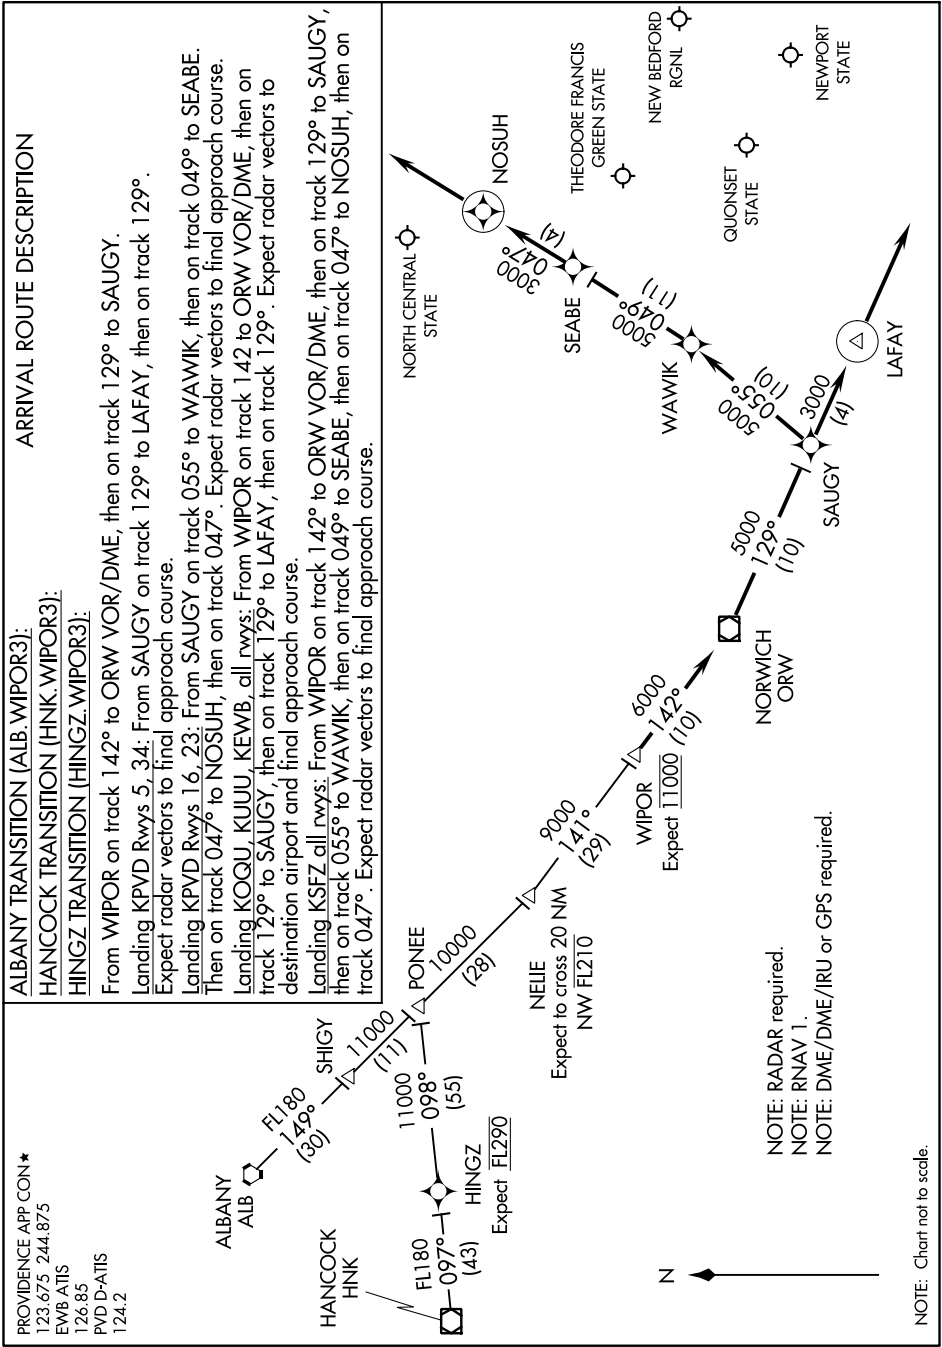 PROVIDENCE APP CON★
123.675 244.875
EWB ATIS
126.85
PVD D-ATIS
124.2
ALBANY TRANSITION (ALB.WIPOR3):
ARRIVAL ROUTE DESCRIPTION
HANCOCK TRANSITION (HNK.WIPOR3):
HINGZ TRANSITION (HINGZ.WIPOR3):
From WIPOR on track 142° to ORW VOR/DME, then on track 129° to SAUGY.
Landing KPVD Rwys 5, 34: From SAUGY on track 129° to LAFAY, then on track 129°.
Expect radar vectors to final approach course.
Landing KPVD Rwys 16, 23: From SAUGY on track 055° to WAWIK, then on track 049° to SEABE.
Then on track 047° to NOSUH, then on track 047°. Expect radar vectors to final approach course.
Landing KOQU, KUUU, KEWB, all rwys: From WIPOR on track 142 to ORW VOR/DME, then on
track 129° to SAUGY, then on track 129° to LAFAY, then on track 129°. Expect radar vectors to
destination airport and final approach course.
Landing KSFZ all rwys: From WIPOR on track 142° to ORW VOR/DME, then on track 129° to SAUGY,
then on track 055° to WAWIK, then on track 049° to SEABE, then on track 047° to NOSUH, then on
track 047°. Expect radar vectors to final approach course.
ALBANY
ALB
FL180
149°
(30)
SHIGY
11000
(11)
PONEE
HANCOCK
HNK
FL180
097°
(43)
HINGZ
Expect FL290
11000
098°
(55)
10000
(28)
NELIE
Expect to cross 20 NM
NW FL210
9000
141°
(29)
WIPOR
Expect 11000
6000
142°
(10)
NORWICH
ORW
5000
129°
(10)
SAUGY
3000
(4)
LAFAY
5000
055°
(10)
WAWIK
5000
049°
(11)
SEABE
3000
047°
(4)
NOSUH
NORTH CENTRAL
STATE
THEODORE FRANCIS
GREEN STATE
NEW BEDFORD
RGNL
QUONSET
STATE
NEWPORT
STATE
N
NOTE: RADAR required.
NOTE: RNAV 1.
NOTE: DME/DME/IRU or GPS required.
NOTE: Chart not to scale.